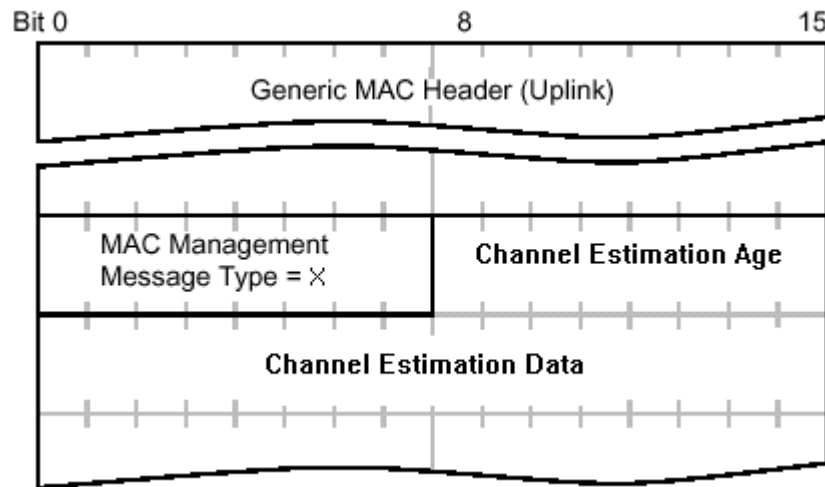 Bit 0 8 15
Generic MAC Header (Uplink)
MAC Management
Message Type = X
Channel Estimation Age
Channel Estimation Data